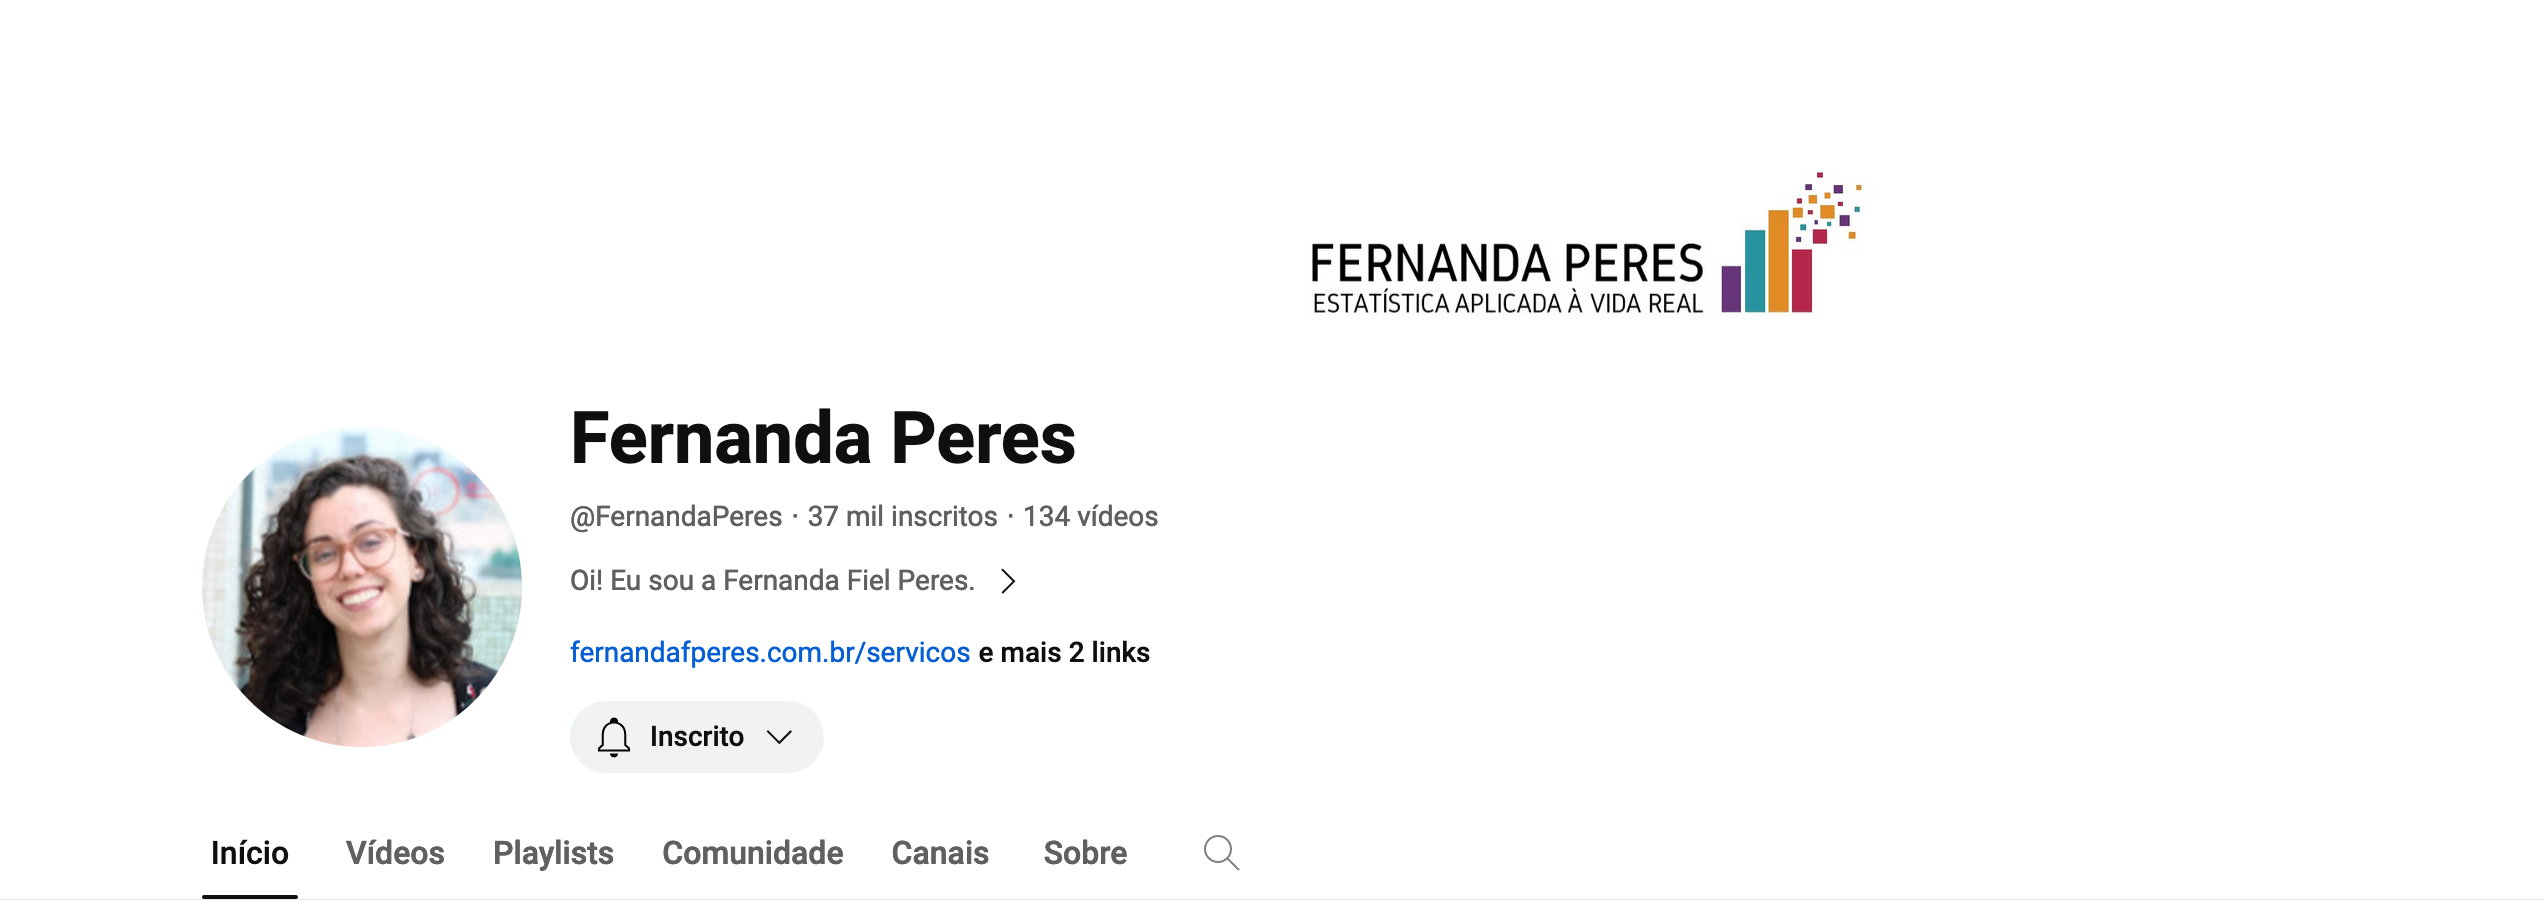 FERNANDA PERES
ESTATÍSTICA APLICADA À VIDA REAL
Fernanda Peres
@FernandaPeres · 37 mil inscritos · 134 vídeos
Oi! Eu sou a Fernanda Fiel Peres.
fernandafperes.com.br/servicos e mais 2 links
Inscrito
Início Vídeos Playlists Comunidade Canais Sobre